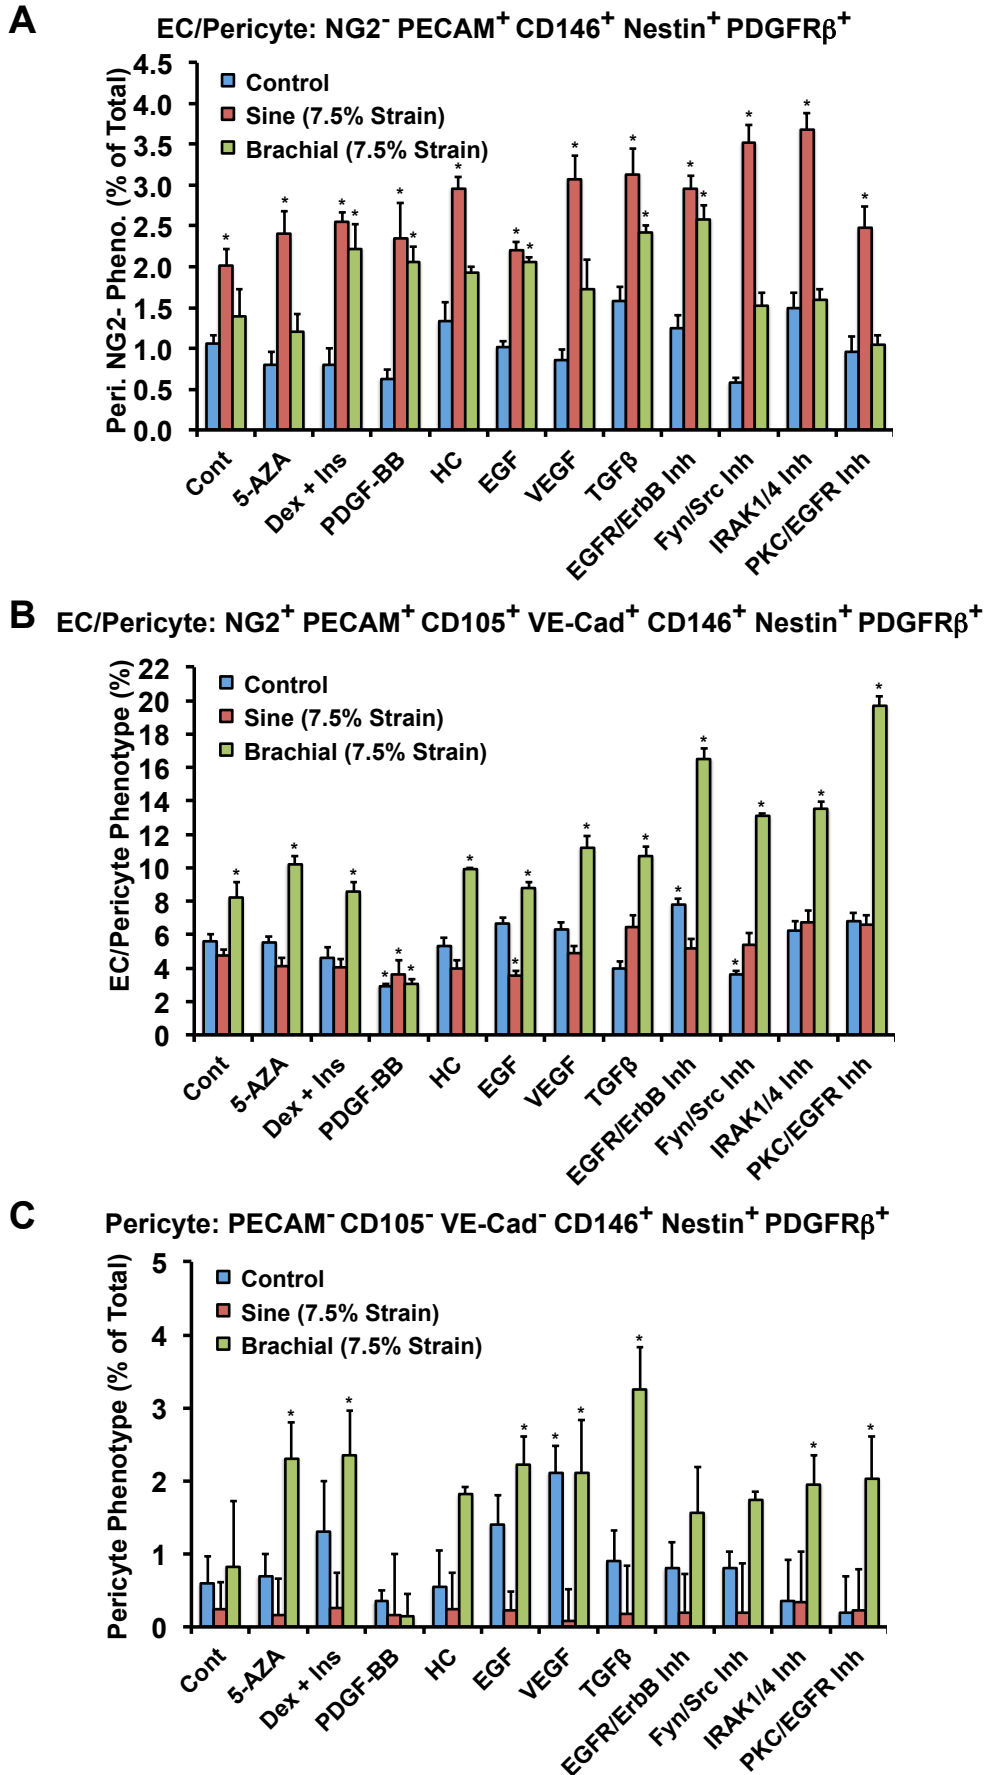 A
EC/Pericyte: NG2⁻ PECAM⁺ CD146⁺ Nestin⁺ PDGFRβ⁺
Peri. NG2- Pheno. (% of Total)
4.5
4.0
3.5
3.0
2.5
2.0
1.5
1.0
0.5
0.0
Control
Sine (7.5% Strain)
Brachial (7.5% Strain)
* * * * * * * * * * * * * * * * *
Cont
5-AZA
Dex + Ins
PDGF-BB
HC
EGF
VEGF
TGFβ
EGFR/ErbB Inh
Fyn/Src Inh
IRAK1/4 Inh
PKC/EGFR Inh
B
EC/Pericyte: NG2⁺ PECAM⁺ CD105⁺ VE-Cad⁺ CD146⁺ Nestin⁺ PDGFRβ⁺
EC/Pericyte Phenotype (%)
22
20
18
16
14
12
10
8
6
4
2
0
Control
Sine (7.5% Strain)
Brachial (7.5% Strain)
* * * * * * * * * * * * * * * * *
Cont
5-AZA
Dex + Ins
PDGF-BB
HC
EGF
VEGF
TGFβ
EGFR/ErbB Inh
Fyn/Src Inh
IRAK1/4 Inh
PKC/EGFR Inh
C
Pericyte: PECAM⁻ CD105⁻ VE-Cad⁻ CD146⁺ Nestin⁺ PDGFRβ⁺
Pericyte Phenotype (% of Total)
5
4
3
2
1
0
Control
Sine (7.5% Strain)
Brachial (7.5% Strain)
* * * * * * * *
Cont
5-AZA
Dex + Ins
PDGF-BB
HC
EGF
VEGF
TGFβ
EGFR/ErbB Inh
Fyn/Src Inh
IRAK1/4 Inh
PKC/EGFR Inh